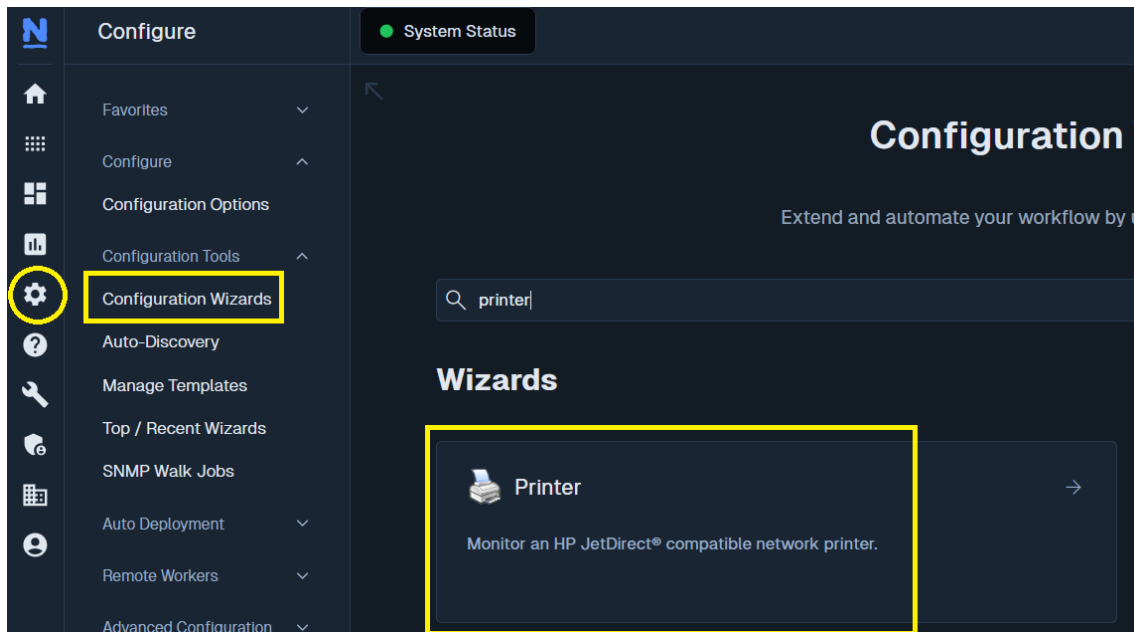 Configure
System Status
Favorites
Configure
Configuration Options
Configuration Tools
Configuration Wizards
Auto-Discovery
Manage Templates
Top / Recent Wizards
SNMP Walk Jobs
Auto Deployment
Remote Workers
Advanced Configuration
Configuration
Extend and automate your workflow by
printer
Wizards
Printer
Monitor an HP JetDirect® compatible network printer.